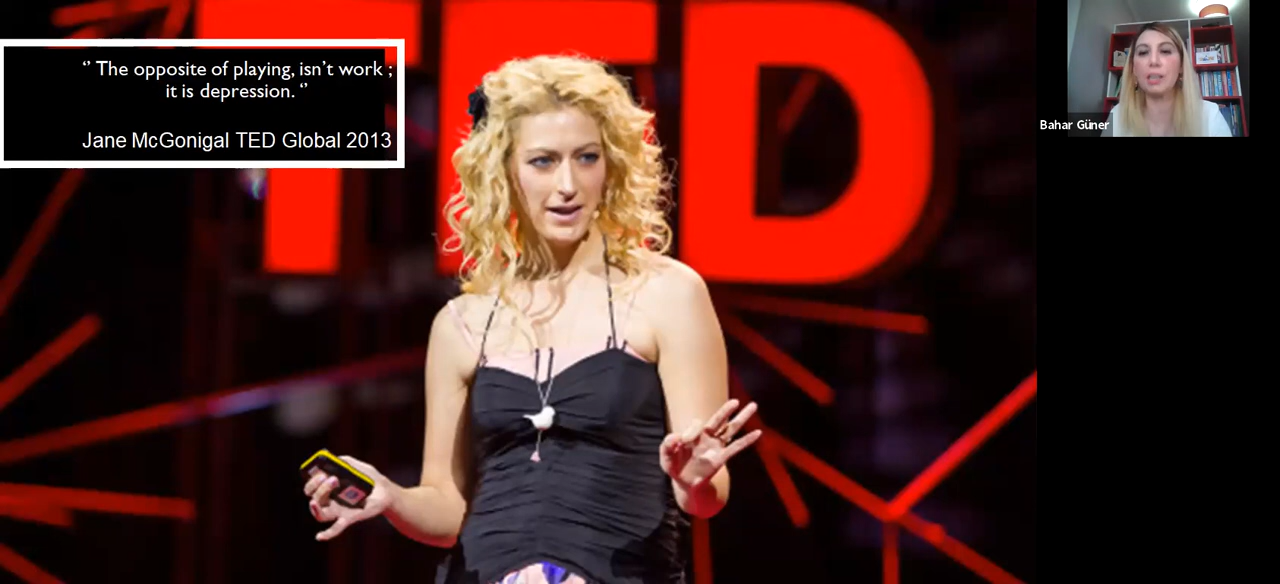 TED
‘’ The opposite of playing, isn’t work ;
it is depression. ‘’
Jane McGonigal TED Global 2013
Bahar Güner